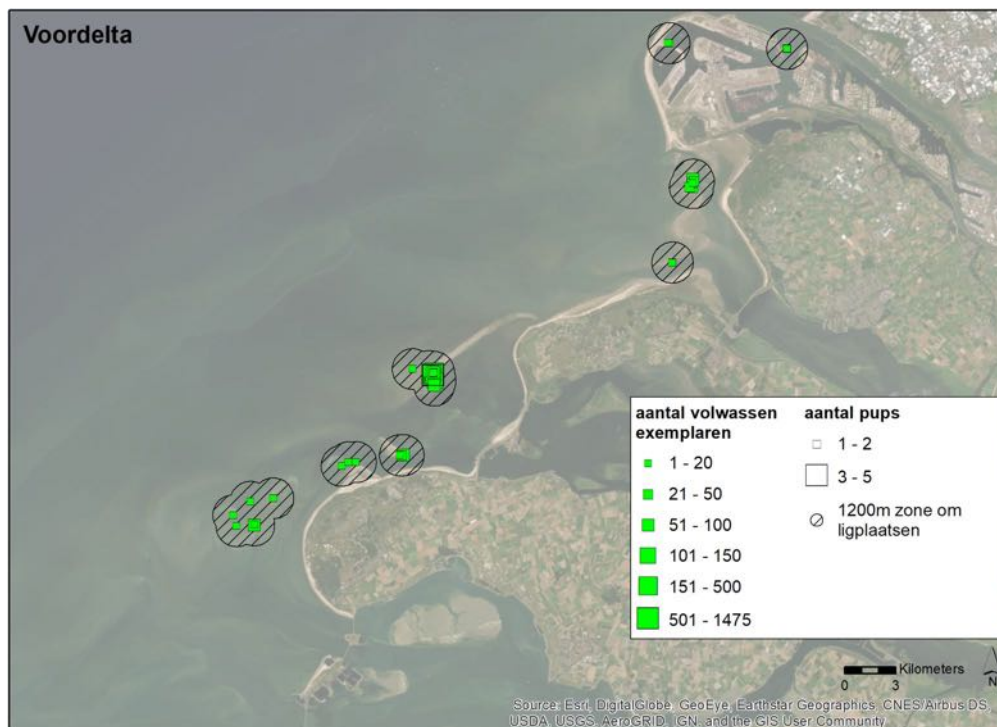 Voordelta
aantal volwassen
exemplaren
1 - 20
21 - 50
51 - 100
101 - 150
151 - 500
501 - 1475
aantal pups
1 - 2
3 - 5
1200m zone om
ligplaatsen
Kilometers
0 3
N
Source: Esri, DigitalGlobe, GeoEye, Earthstar Geographics, CNES/Airbus DS,
USDA, USGS, AeroGRID, IGN, and the GIS User Community